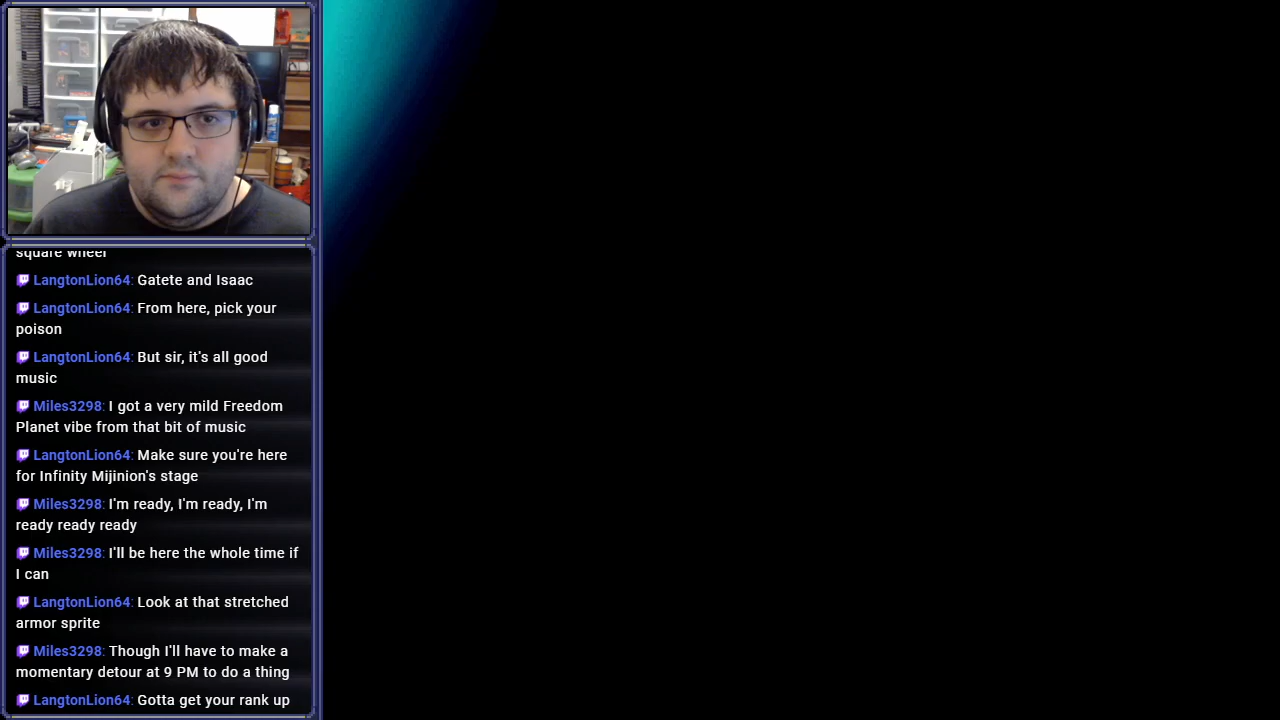 square wheel
LangtonLion64: Gatete and Isaac
LangtonLion64: From here, pick your
poison
LangtonLion64: But sir, it's all good
music
Miles3298: I got a very mild Freedom
Planet vibe from that bit of music
LangtonLion64: Make sure you're here
for Infinity Mijinion's stage
Miles3298: I'm ready, I'm ready, I'm
ready ready ready
Miles3298: I'll be here the whole time if
I can
LangtonLion64: Look at that stretched
armor sprite
Miles3298: Though I'll have to make a
momentary detour at 9 PM to do a thing
LangtonLion64: Gotta get your rank up